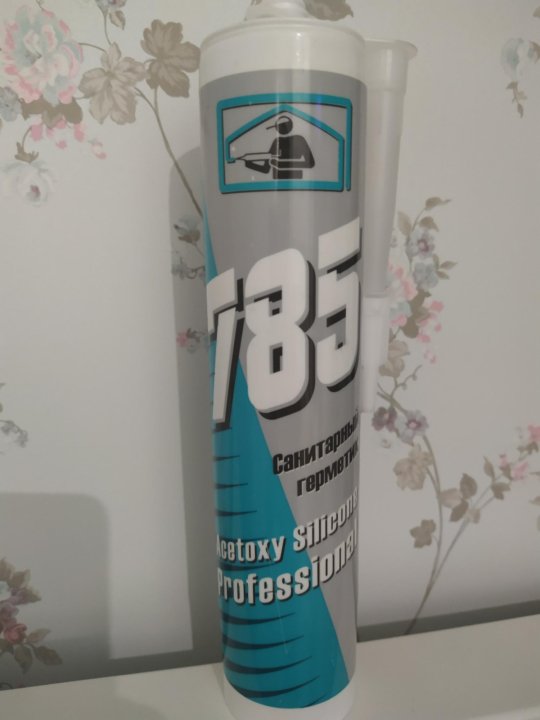 785
Санитарный
герметик
Acetoxy Silicone
Professional